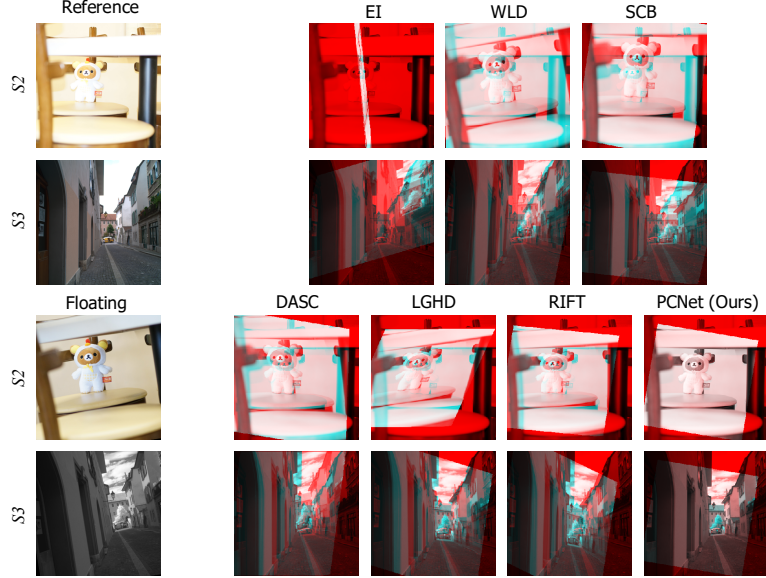 Reference
EI WLD SCB
S2
S3
Floating DASC LGHD RIFT PCNet (Ours)
S2
S3